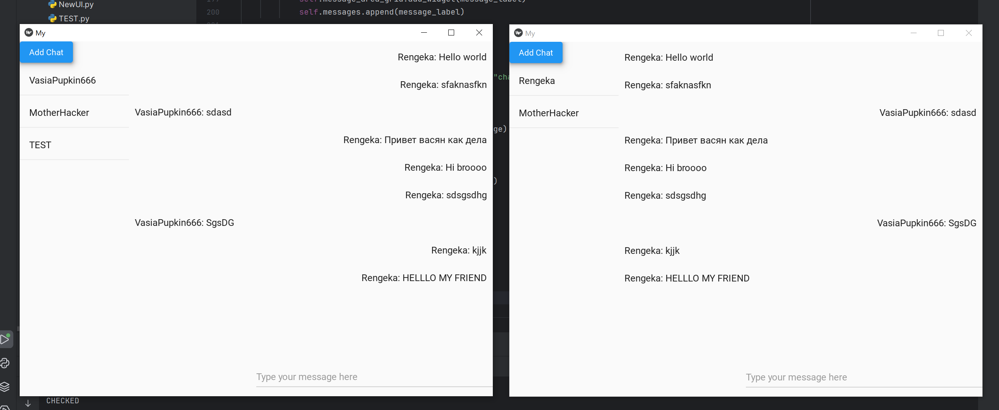 NewUI.py
TEST.py
self.message_area_grid.add_widget(message_label)
200
self.messages.append(message_label)
My
Add Chat
VasiaPupkin666
MotherHacker
TEST
Rengeka: Hello world
Rengeka: sfaknasfkn
VasiaPupkin666: sdasd
Rengeka: Привет васян как дела
Rengeka: Hi broooo
Rengeka: sdsgsdhg
VasiaPupkin666: SgsDG
Rengeka: kjjk
Rengeka: HELLLO MY FRIEND
Type your message here
"cha
ge)
)
My
Add Chat
Rengeka
MotherHacker
Rengeka: Hello world
Rengeka: sfaknasfkn
VasiaPupkin666: sdasd
Rengeka: Привет васян как дела
Rengeka: Hi broooo
Rengeka: sdsgsdhg
VasiaPupkin666: SgsDG
Rengeka: kjjk
Rengeka: HELLLO MY FRIEND
Type your message here
CHECKED